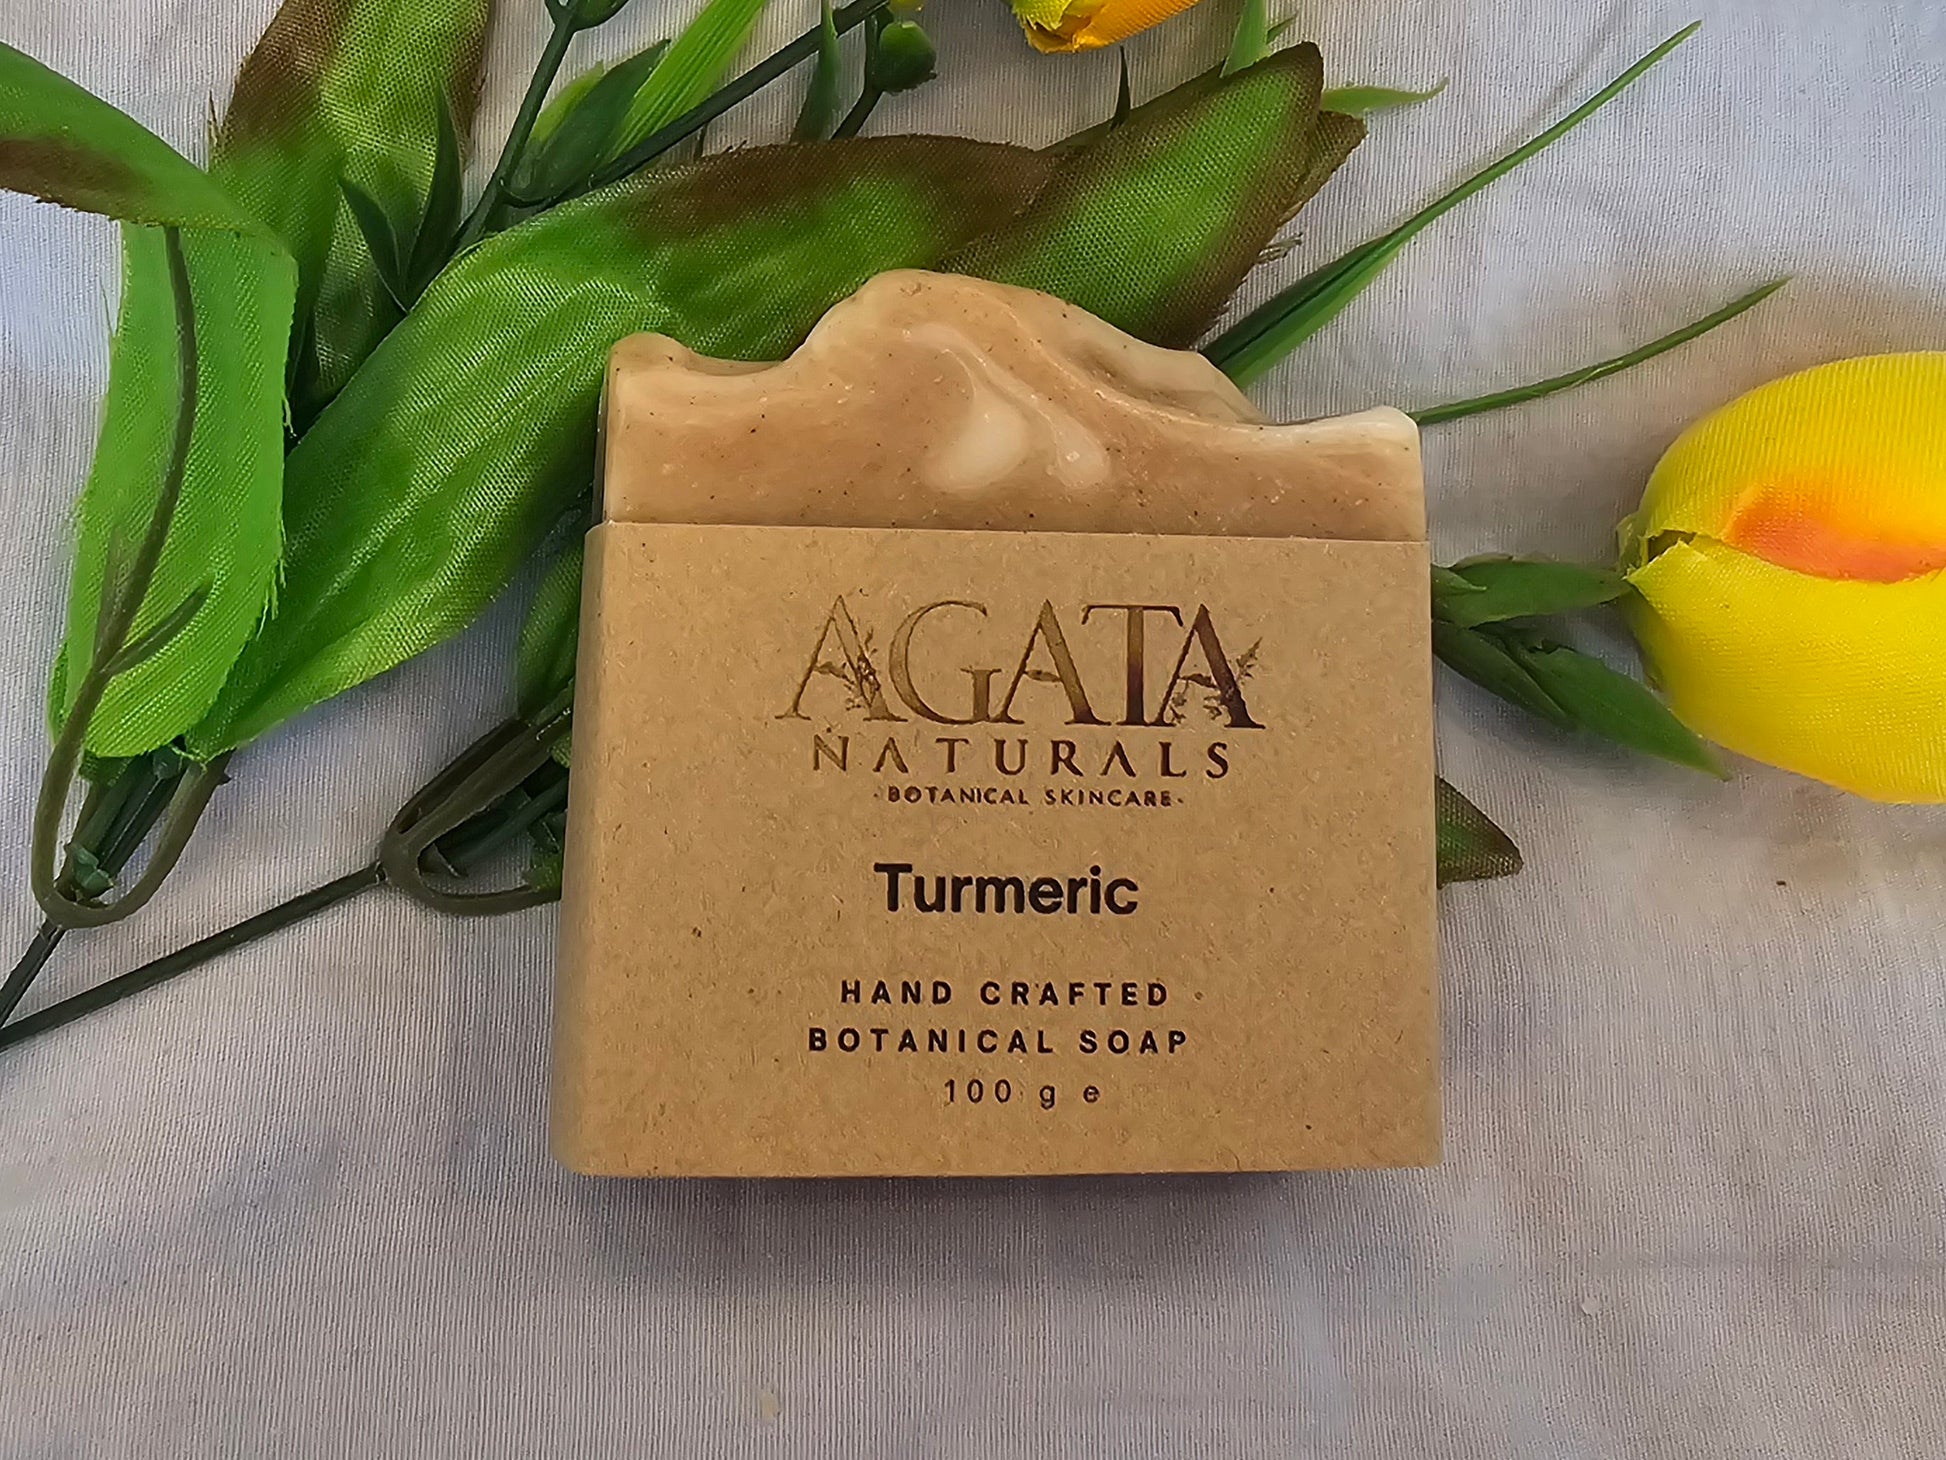 AGATA
NATURALS
·BOTANICAL SKINCARE·
Turmeric
HAND CRAFTED
BOTANICAL SOAP
100 g e